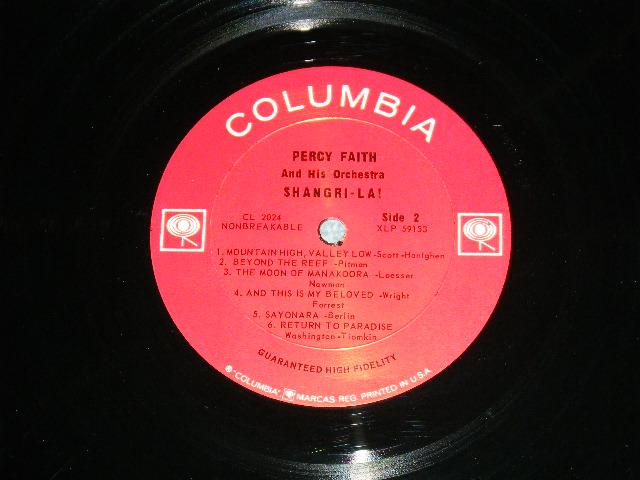 COLUMBIA
PERCY FAITH
And His Orchestra
SHANGRI-LA!
CL 2024
NONBREAKABLE
Side 2
XLP 59153
1. MOUNTAIN HIGH, VALLEY LOW -Scott -Hanighen
2. BEYOND THE REEF -Pitman
3. THE MOON OF MANAKOORA -Loesser
Newman
4. AND THIS IS MY BELOVED -Wright
Forrest
5. SAYONARA -Berlin
6. RETURN TO PARADISE
Washington -Tiomkin
GUARANTEED HIGH FIDELITY
® "COLUMBIA" MARCAS REG. PRINTED IN U.S.A.